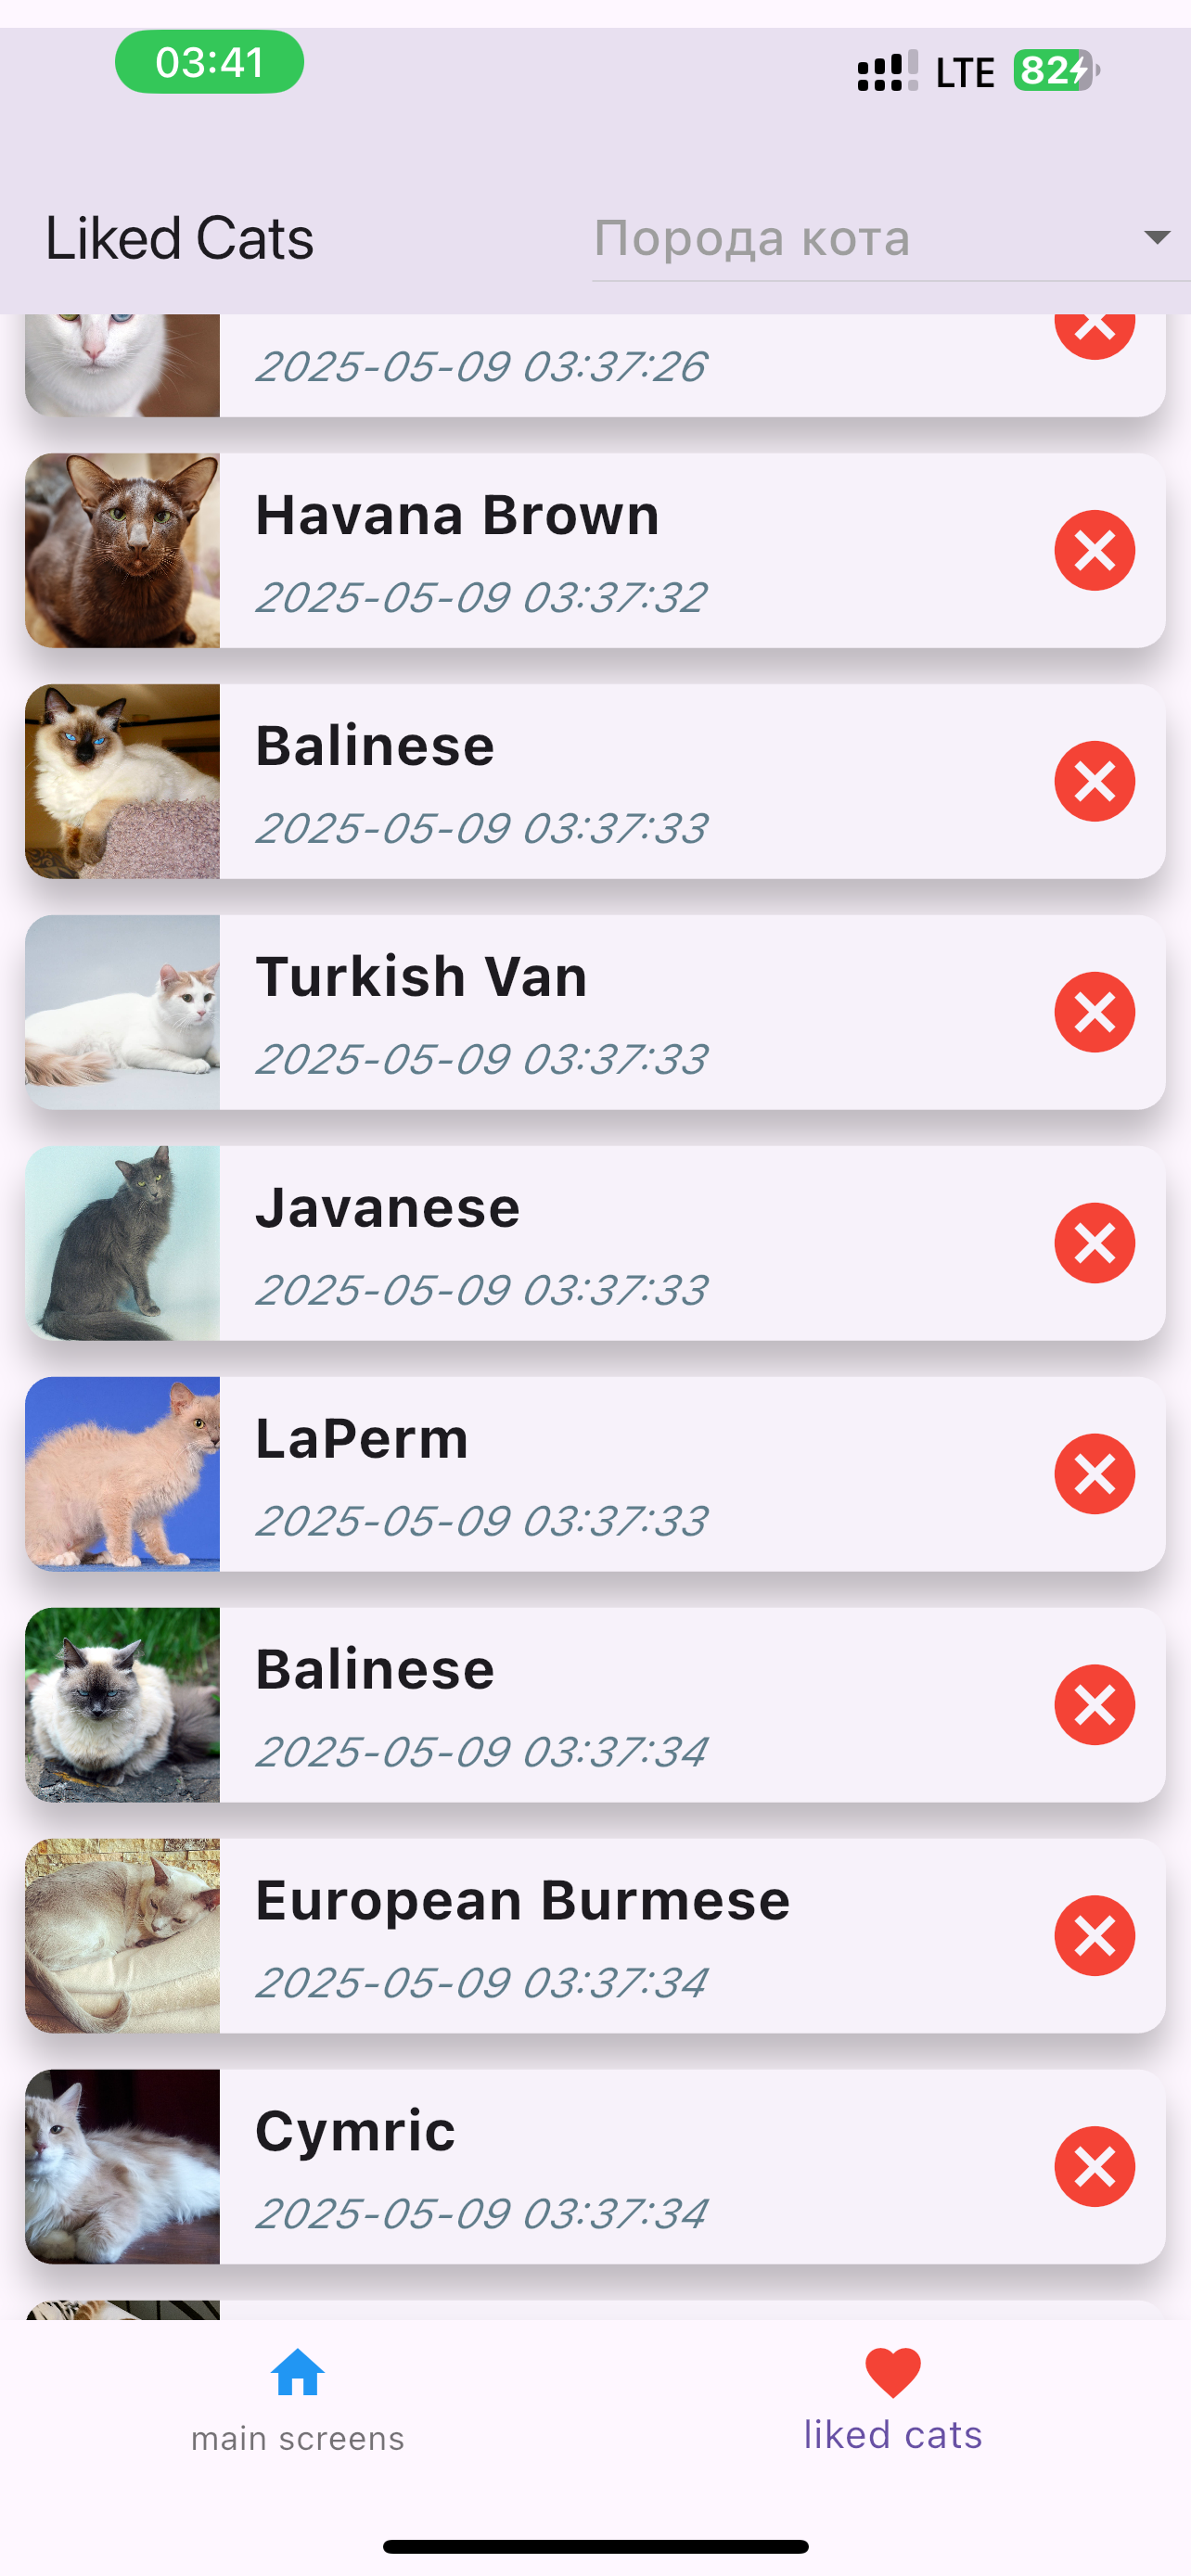 03:41
LTE 82
Liked Cats
Порода кота
2025-05-09 03:37:26
Havana Brown
2025-05-09 03:37:32
Balinese
2025-05-09 03:37:33
Turkish Van
2025-05-09 03:37:33
Javanese
2025-05-09 03:37:33
LaPerm
2025-05-09 03:37:33
Balinese
2025-05-09 03:37:34
European Burmese
2025-05-09 03:37:34
Cymric
2025-05-09 03:37:34
main screens
liked cats